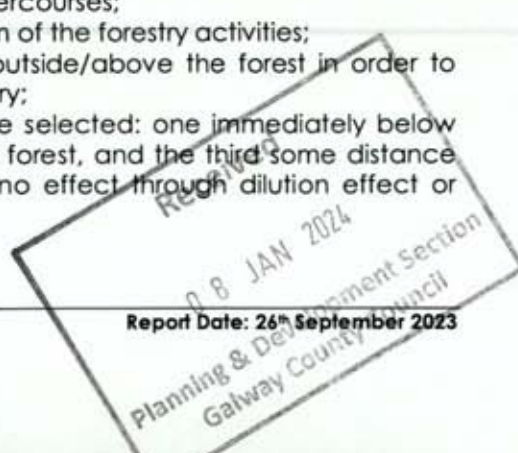 ercourses;
n of the forestry activities;
outside/above the forest in order to
ry;
e selected: one immediately below
forest, and the third some distance
no effect through dilution effect or
Received
0 8 JAN 2024
Planning & Development Section
Galway County Council
Report Date: 26th September 2023